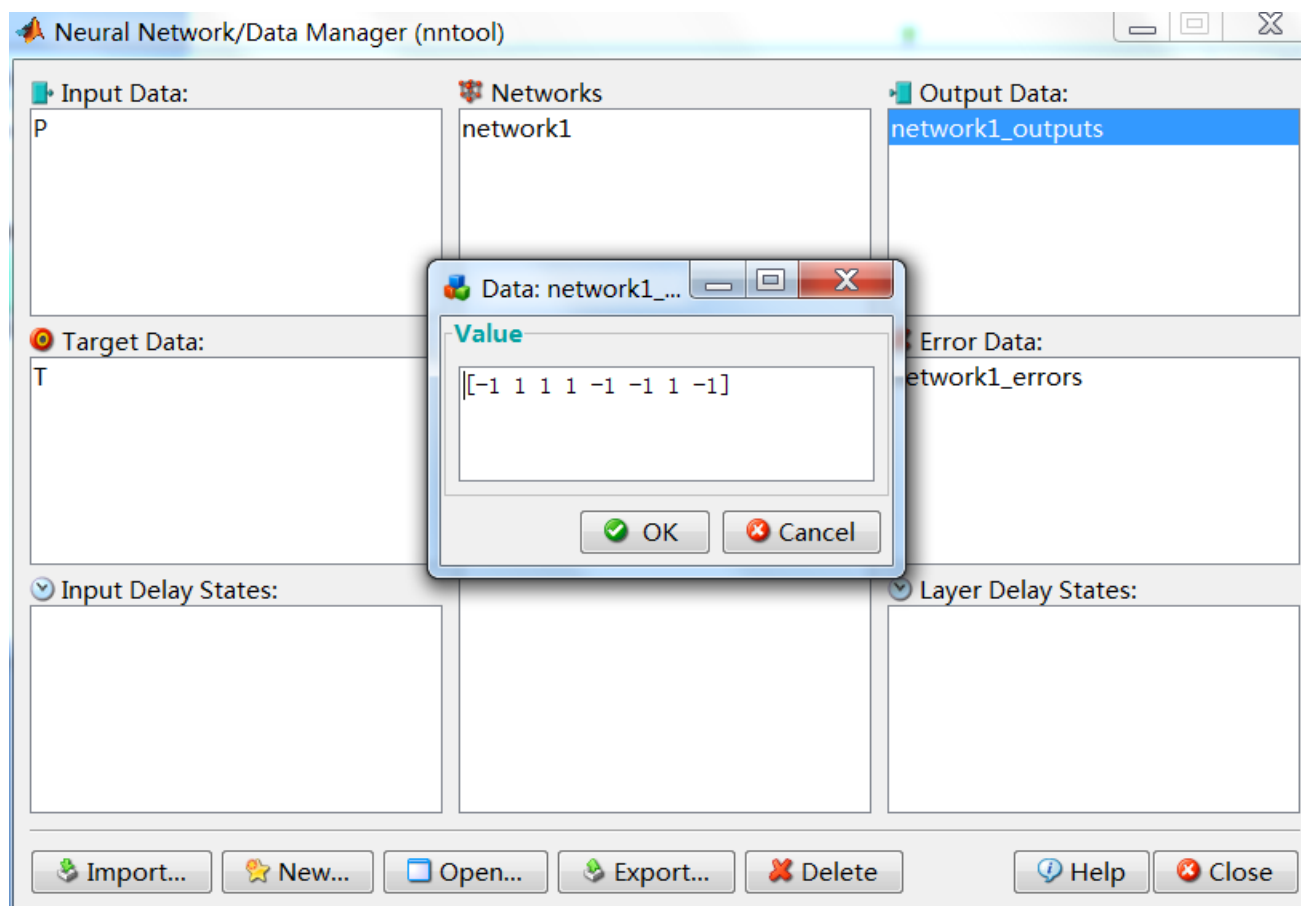 Neural Network/Data Manager (nntool)
Input Data:
P
Networks
network1
Output Data:
network1_outputs
Data: network1_...
Value
[-1 1 1 1 -1 -1 1 -1]
OK
Cancel
Target Data:
T
Error Data:
etwork1_errors
Input Delay States:
Layer Delay States:
Import...
New...
Open...
Export...
Delete
Help
Close